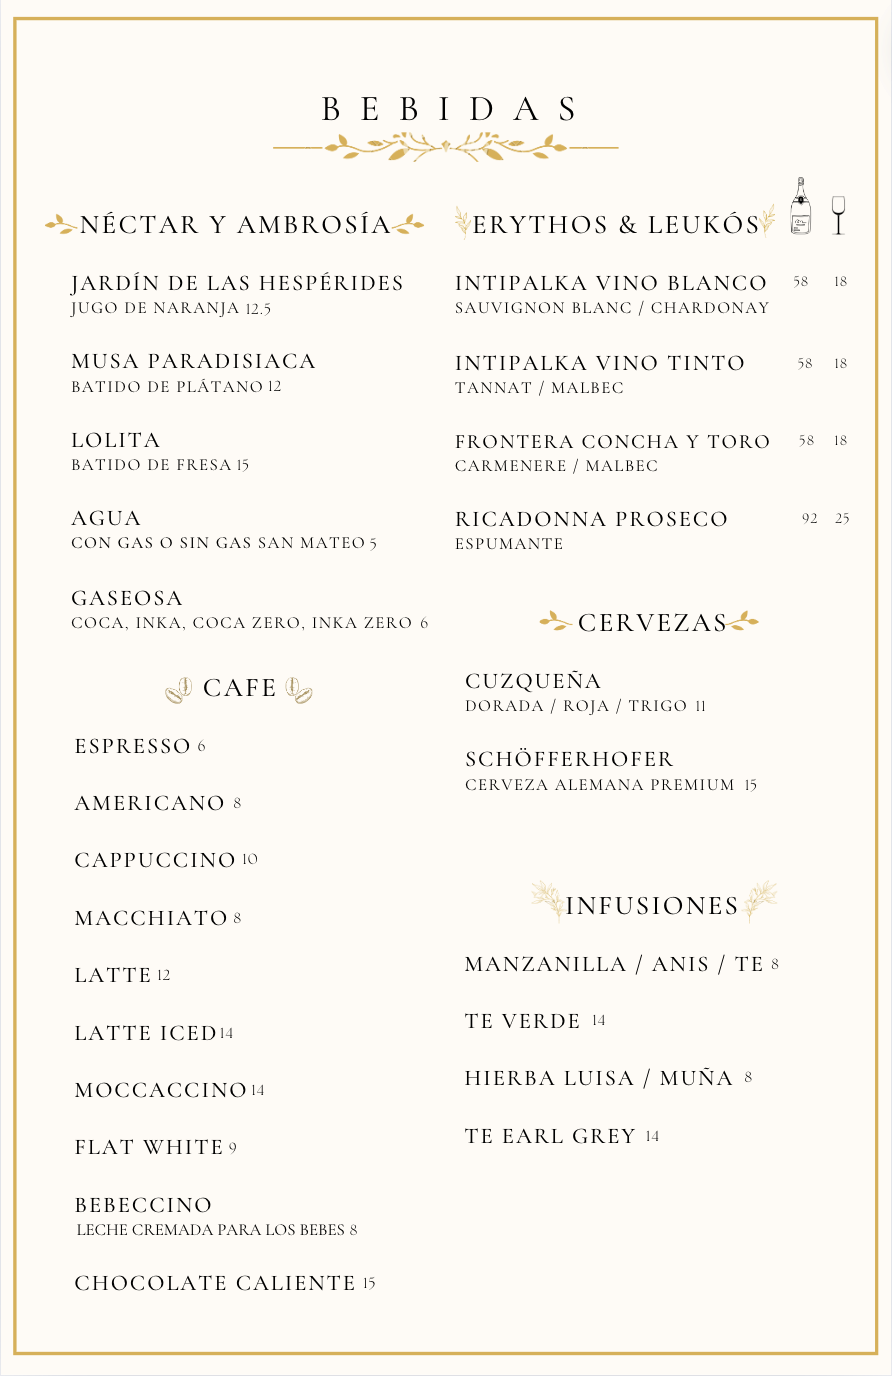 BEBIDAS
NÉCTAR Y AMBROSÍA
JARDÍN DE LAS HESPÉRIDES
JUGO DE NARANJA 12.5
MUSA PARADISIACA
BATIDO DE PLÁTANO 12
LOLITA
BATIDO DE FRESA 15
AGUA
CON GAS O SIN GAS SAN MATEO 5
GASEOSA
COCA, INKA, COCA ZERO, INKA ZERO 6
CAFE
ESPRESSO 6
AMERICANO 8
CAPPUCCINO 10
MACCHIATO 8
LATTE 12
LATTE ICED 14
MOCCACCINO 14
FLAT WHITE 9
BEBECCINO
LECHE CREMADA PARA LOS BEBES 8
CHOCOLATE CALIENTE 15
ERYTHOS & LEUKÓS
INTIPALKA VINO BLANCO 58 18
SAUVIGNON BLANC / CHARDONAY
INTIPALKA VINO TINTO 58 18
TANNAT / MALBEC
FRONTERA CONCHA Y TORO 58 18
CARMENERE / MALBEC
RICADONNA PROSECO 92 25
ESPUMANTE
CERVEZAS
CUZQUEÑA
DORADA / ROJA / TRIGO 11
SCHÖFFERHOFER
CERVEZA ALEMANA PREMIUM 15
INFUSIONES
MANZANILLA / ANIS / TE 8
TE VERDE 14
HIERBA LUISA / MUÑA 8
TE EARL GREY 14